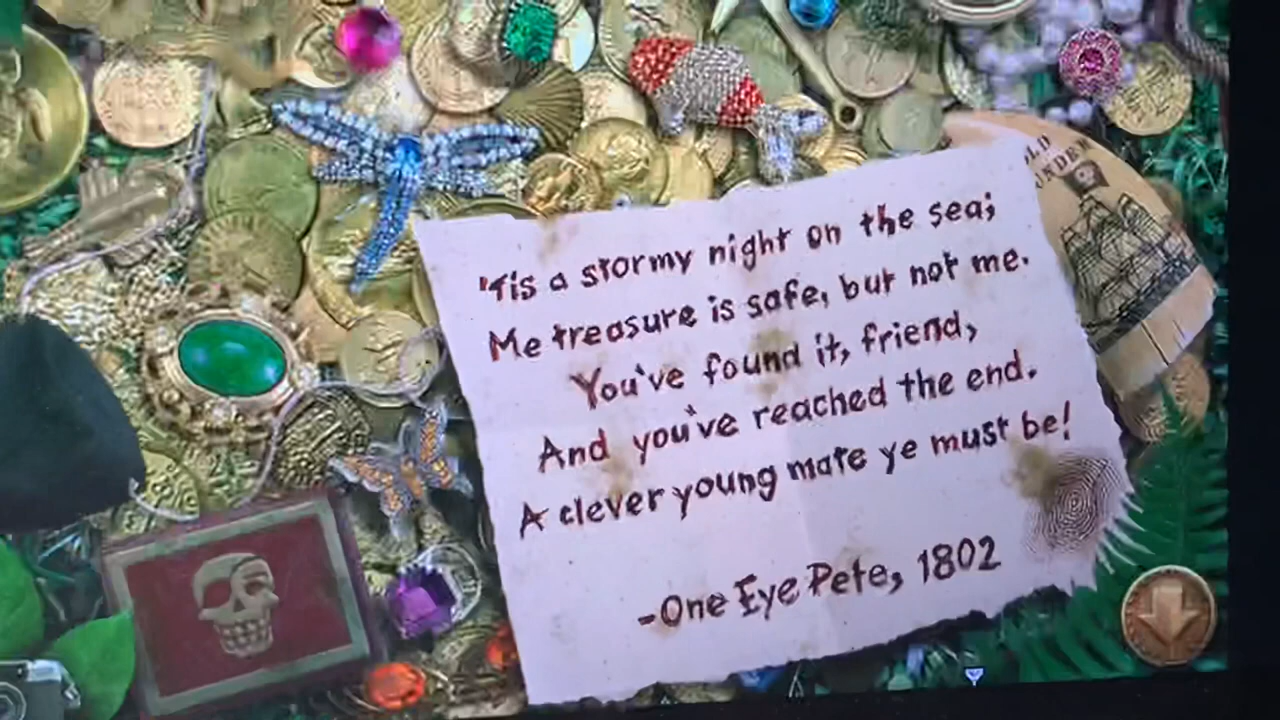 'Tis a stormy night on the sea;
Me treasure is safe, but not me.
You've found it, friend,
And you've reached the end.
A clever young mate ye must be!
-One Eye Pete, 1802